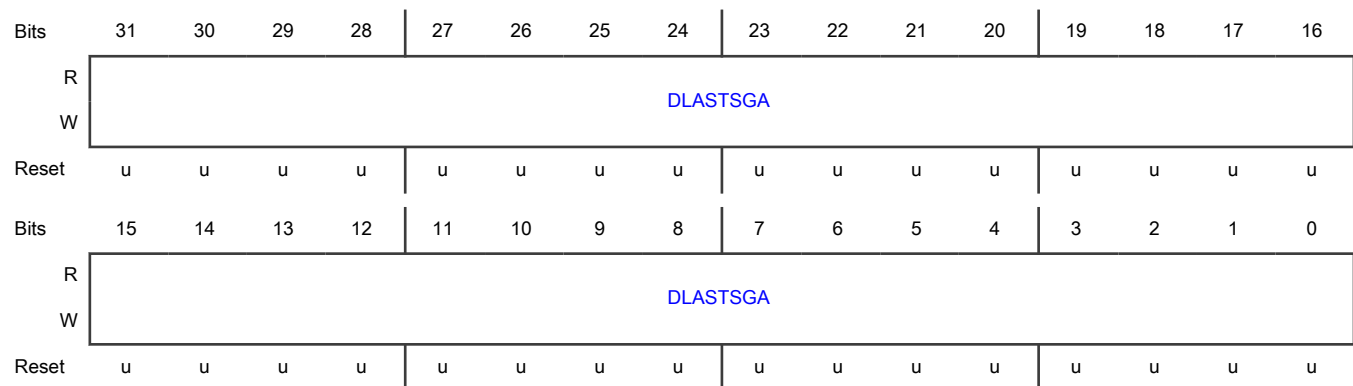 Bits 31 30 29 28 27 26 25 24 23 22 21 20 19 18 17 16
R
DLASTSGA
W
Reset u u u u u u u u u u u u u u u u
Bits 15 14 13 12 11 10 9 8 7 6 5 4 3 2 1 0
R
DLASTSGA
W
Reset u u u u u u u u u u u u u u u u